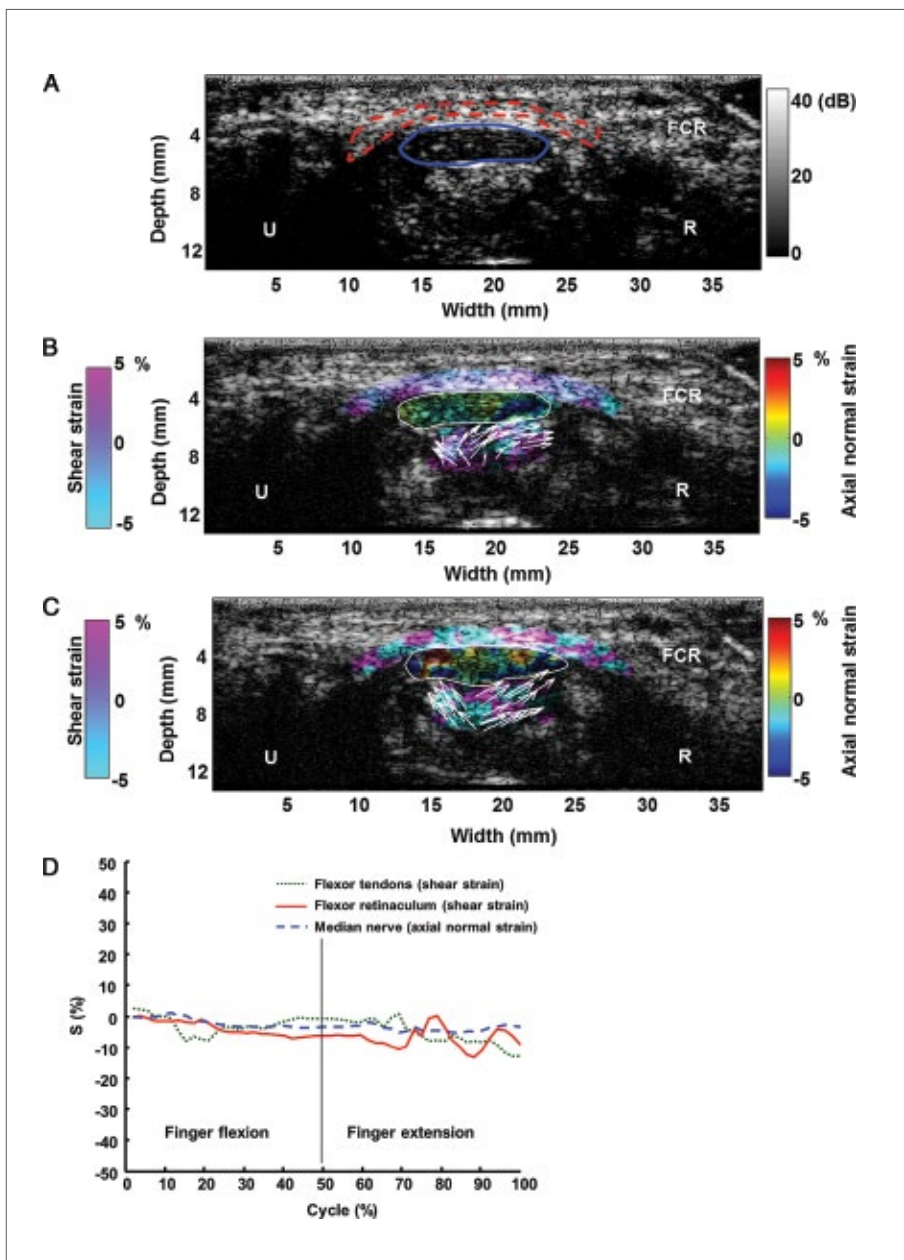 A
40 (dB)
FCR
4
Depth (mm)
8
20
U
R
12
0
5 10 15 20 25 30 35
Width (mm)
B
5 %
5 %
Shear strain
Depth (mm)
4
FCR
Axial normal strain
0
0
8
U
R
-5
-5
12
5 10 15 20 25 30 35
Width (mm)
C
5 %
5 %
Shear strain
Depth (mm)
4
FCR
Axial normal strain
0
0
8
U
R
-5
-5
12
5 10 15 20 25 30 35
Width (mm)
D
50
40
30
20
10
0
-10
-20
-30
-40
-50
S (%)
Flexor tendons (shear strain)
Flexor retinaculum (shear strain)
Median nerve (axial normal strain)
Finger flexion
Finger extension
0 10 20 30 40 50 60 70 80 90 100
Cycle (%)